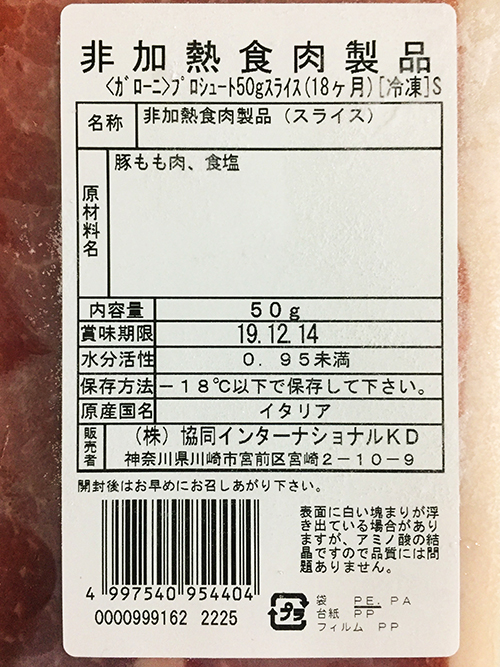 非加熱食肉製品
〈ｶﾞﾛｰﾆ〉ﾌﾟﾛｼｭｰﾄ50gｽﾗｲｽ(18ヶ月)[冷凍]S
名称 非加熱食肉製品（スライス）
原材料名 豚もも肉、食塩
内容量 50g
賞味期限 19.12.14
水分活性 0．95未満
保存方法 －18℃以下で保存して下さい。
原産国名 イタリア
販売者 （株）協同インターナショナルKD
神奈川県川崎市宮前区宮崎2－10－9
開封後はお早めにお召しあがり下さい。
表面に白い塊まりが浮
き出ている場合があり
ますが、アミノ酸の結
晶ですので品質には問
題ありません。
4 997540 954404
0000999162 2225
プラ
袋 PE, PA
台紙 PP
フィルム PP